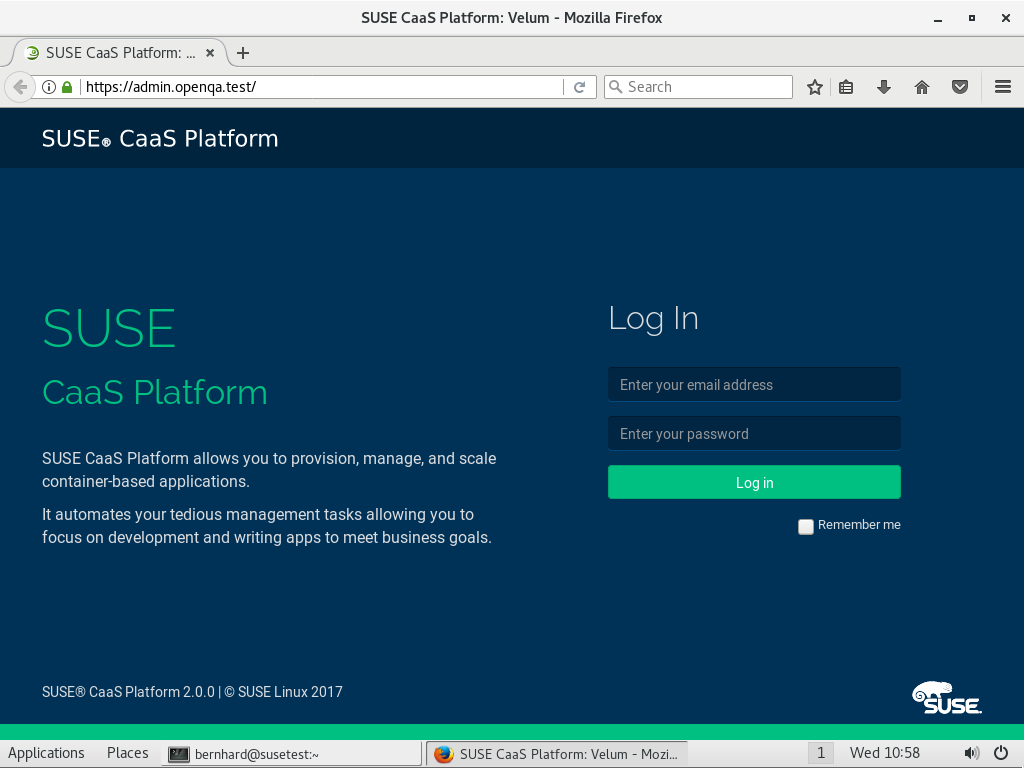 SUSE CaaS Platform: Velum - Mozilla Firefox
SUSE CaaS Platform: ...
https://admin.openqa.test/
Search
SUSE® CaaS Platform
SUSE
CaaS Platform
SUSE CaaS Platform allows you to provision, manage, and scale
container-based applications.
It automates your tedious management tasks allowing you to
focus on development and writing apps to meet business goals.
Log In
Enter your email address
Enter your password
Log in
Remember me
SUSE® CaaS Platform 2.0.0 | © SUSE Linux 2017
SUSE
Applications
Places
bernhard@susetest:~
SUSE CaaS Platform: Velum - Mozi...
1
Wed 10:58